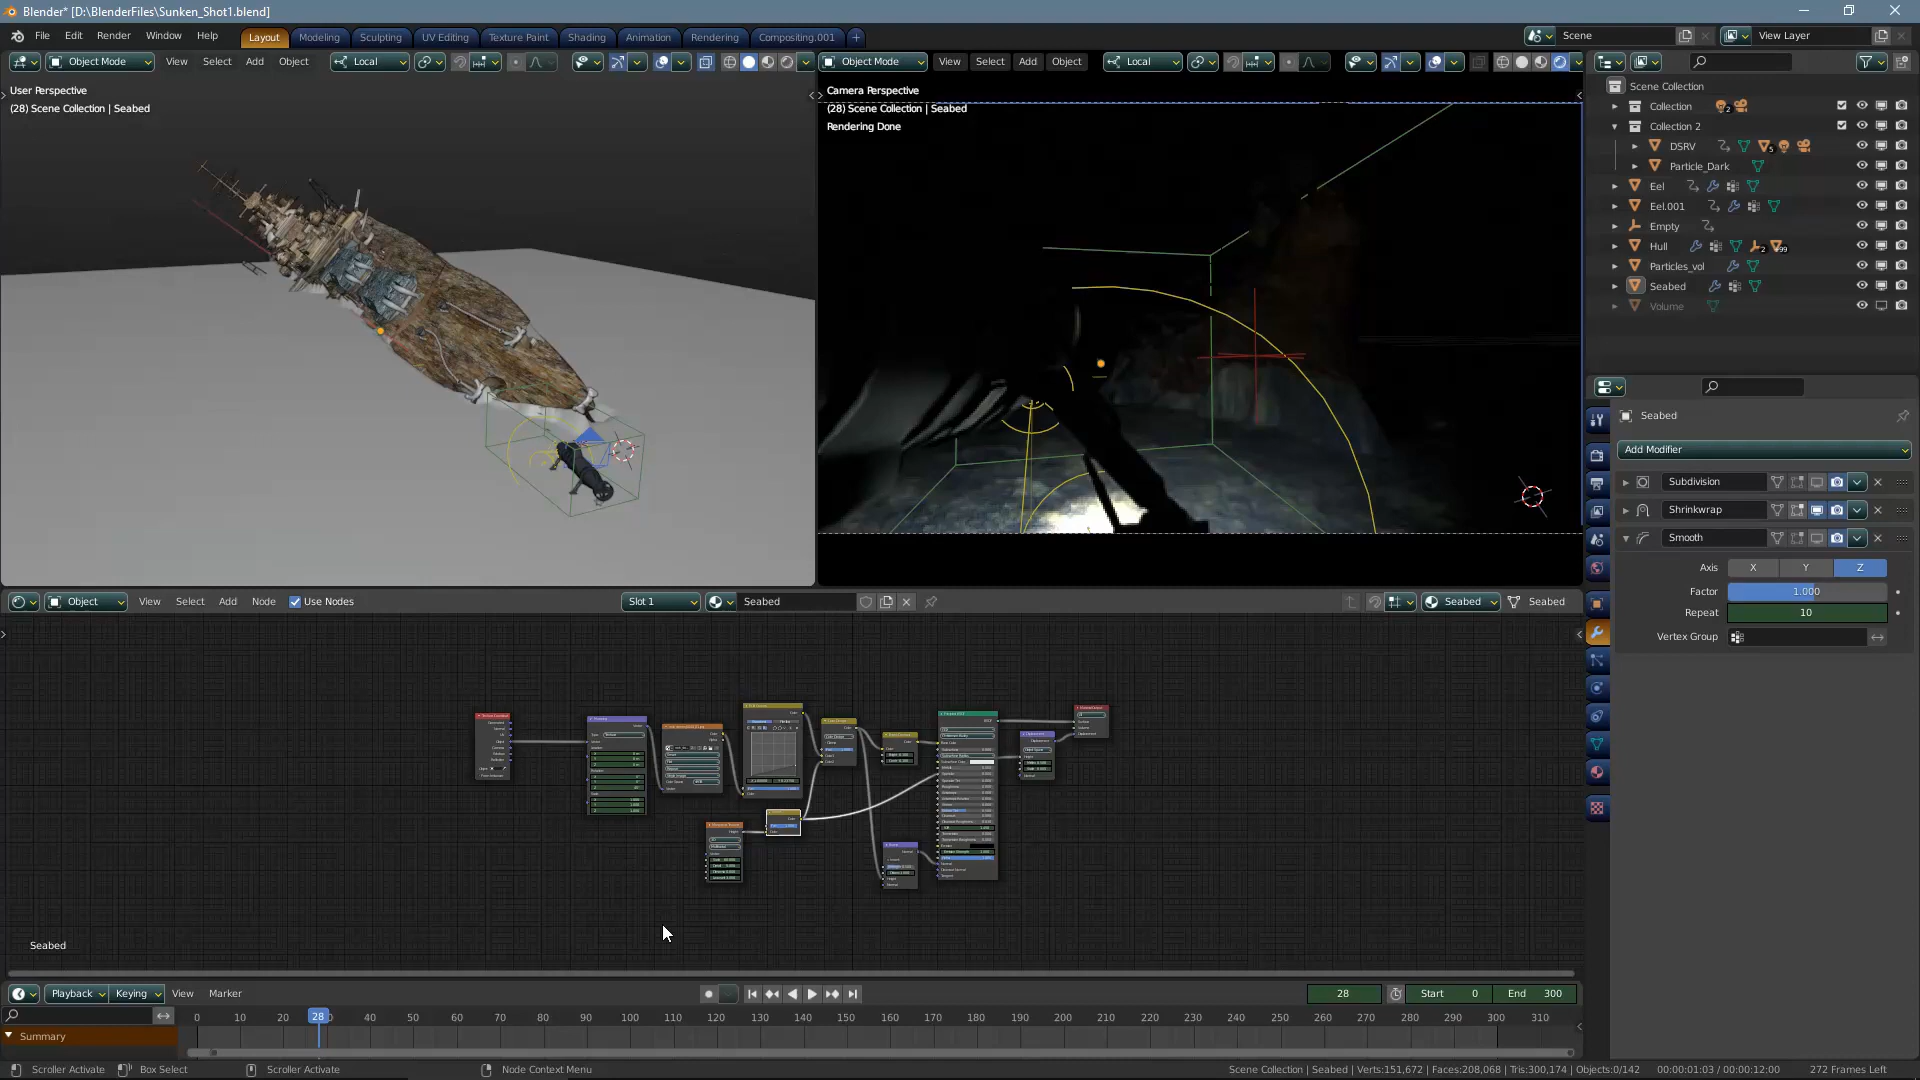 Blender* [D:\BlenderFiles\Sunken_Shot1.blend]
File Edit Render Window Help Layout Modeling Sculpting UV Editing Texture Paint Shading Animation Rendering Compositing.001 + Scene View Layer
Object Mode View Select Add Object Local
Object Mode View Select Add Object Local
User Perspective
(28) Scene Collection | Seabed
Camera Perspective
(28) Scene Collection | Seabed
Rendering Done
Scene Collection
Collection 2
Collection 2
DSRV 5
Particle_Dark
Eel
Eel.001
Empty
Hull 2 99
Particles_vol
Seabed
Volume
Seabed
Add Modifier
Subdivision
Shrinkwrap
Smooth
Axis X Y Z
Factor 1.000
Repeat 10
Vertex Group
Object View Select Add Node Use Nodes Slot 1 Seabed Seabed Seabed
Seabed
Playback Keying View Marker 28 Start 0 End 300
0 10 20 28 40 50 60 70 80 90 100 110 120 130 140 150 160 170 180 190 200 210 220 230 240 250 260 270 280 290 300 310
Summary
Scroller Activate Box Select Scroller Activate Node Context Menu Scene Collection | Seabed | Verts:151,672 | Faces:208,068 | Tris:300,174 | Objects:0/142 00:00:01:03 / 00:00:12:00 272 Frames Left